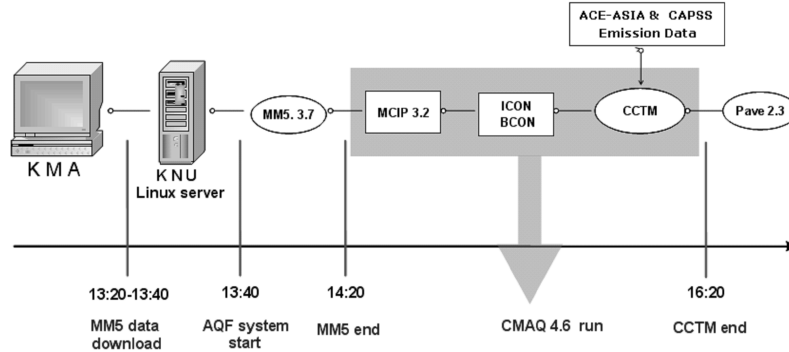 ACE-ASIA & CAPSS
Emission Data
MM5. 3.7
MCIP 3.2
ICON
BCON
CCTM
Pave 2.3
K M A
K N U
Linux server
13:20-13:40
13:40
14:20
16:20
MM5 data
download
AQF system
start
MM5 end
CMAQ 4.6 run
CCTM end